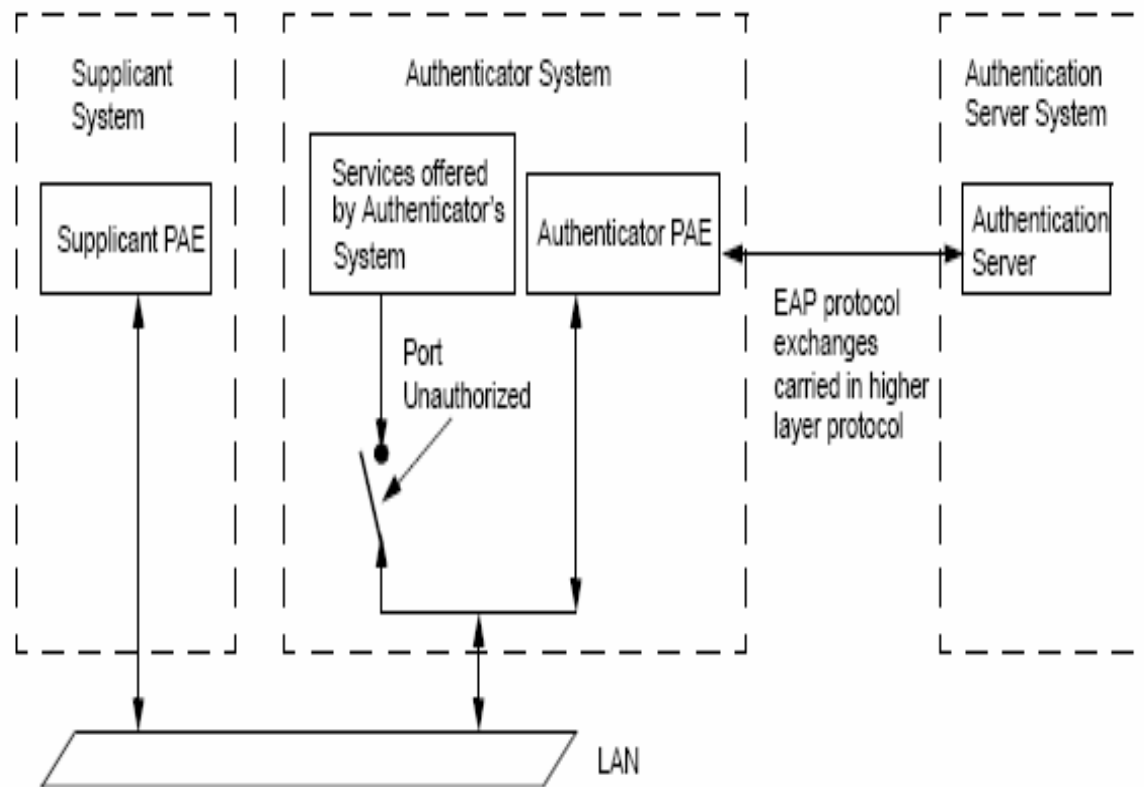 Supplicant
System
Authenticator System
Authentication
Server System
Supplicant PAE
Services offered
by Authenticator's
System
Authenticator PAE
Authentication
Server
EAP protocol
exchanges
carried in higher
layer protocol
Port
Unauthorized
LAN